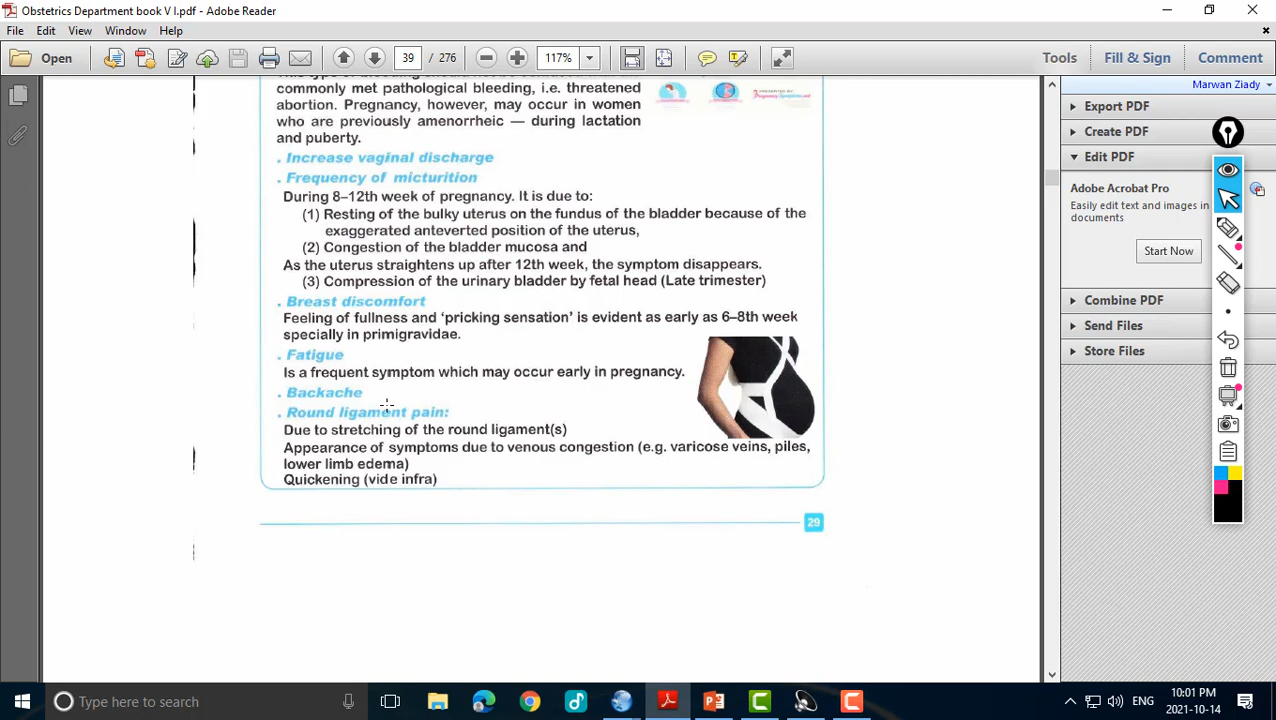 Obstetrics Department book V I.pdf - Adobe Reader
File Edit View Window Help
Open 39 / 276 117% Tools Fill & Sign Comment
Marwan Ziady
commonly met pathological bleeding, i.e. threatened
abortion. Pregnancy, however, may occur in women
who are previously amenorrheic — during lactation
and puberty.
. Increase vaginal discharge
. Frequency of micturition
During 8–12th week of pregnancy. It is due to:
(1) Resting of the bulky uterus on the fundus of the bladder because of the
exaggerated anteverted position of the uterus,
(2) Congestion of the bladder mucosa and
As the uterus straightens up after 12th week, the symptom disappears.
(3) Compression of the urinary bladder by fetal head (Late trimester)
. Breast discomfort
Feeling of fullness and ‘pricking sensation’ is evident as early as 6–8th week
specially in primigravidae.
. Fatigue
Is a frequent symptom which may occur early in pregnancy.
. Backache
. Round ligament pain:
Due to stretching of the round ligament(s)
Appearance of symptoms due to venous congestion (e.g. varicose veins, piles,
lower limb edema)
Quickening (vide infra)
29
Export PDF
Create PDF
Edit PDF
Adobe Acrobat Pro
Easily edit text and images in
documents
Start Now
Combine PDF
Send Files
Store Files
Type here to search
ENG
10:01 PM
2021-10-14